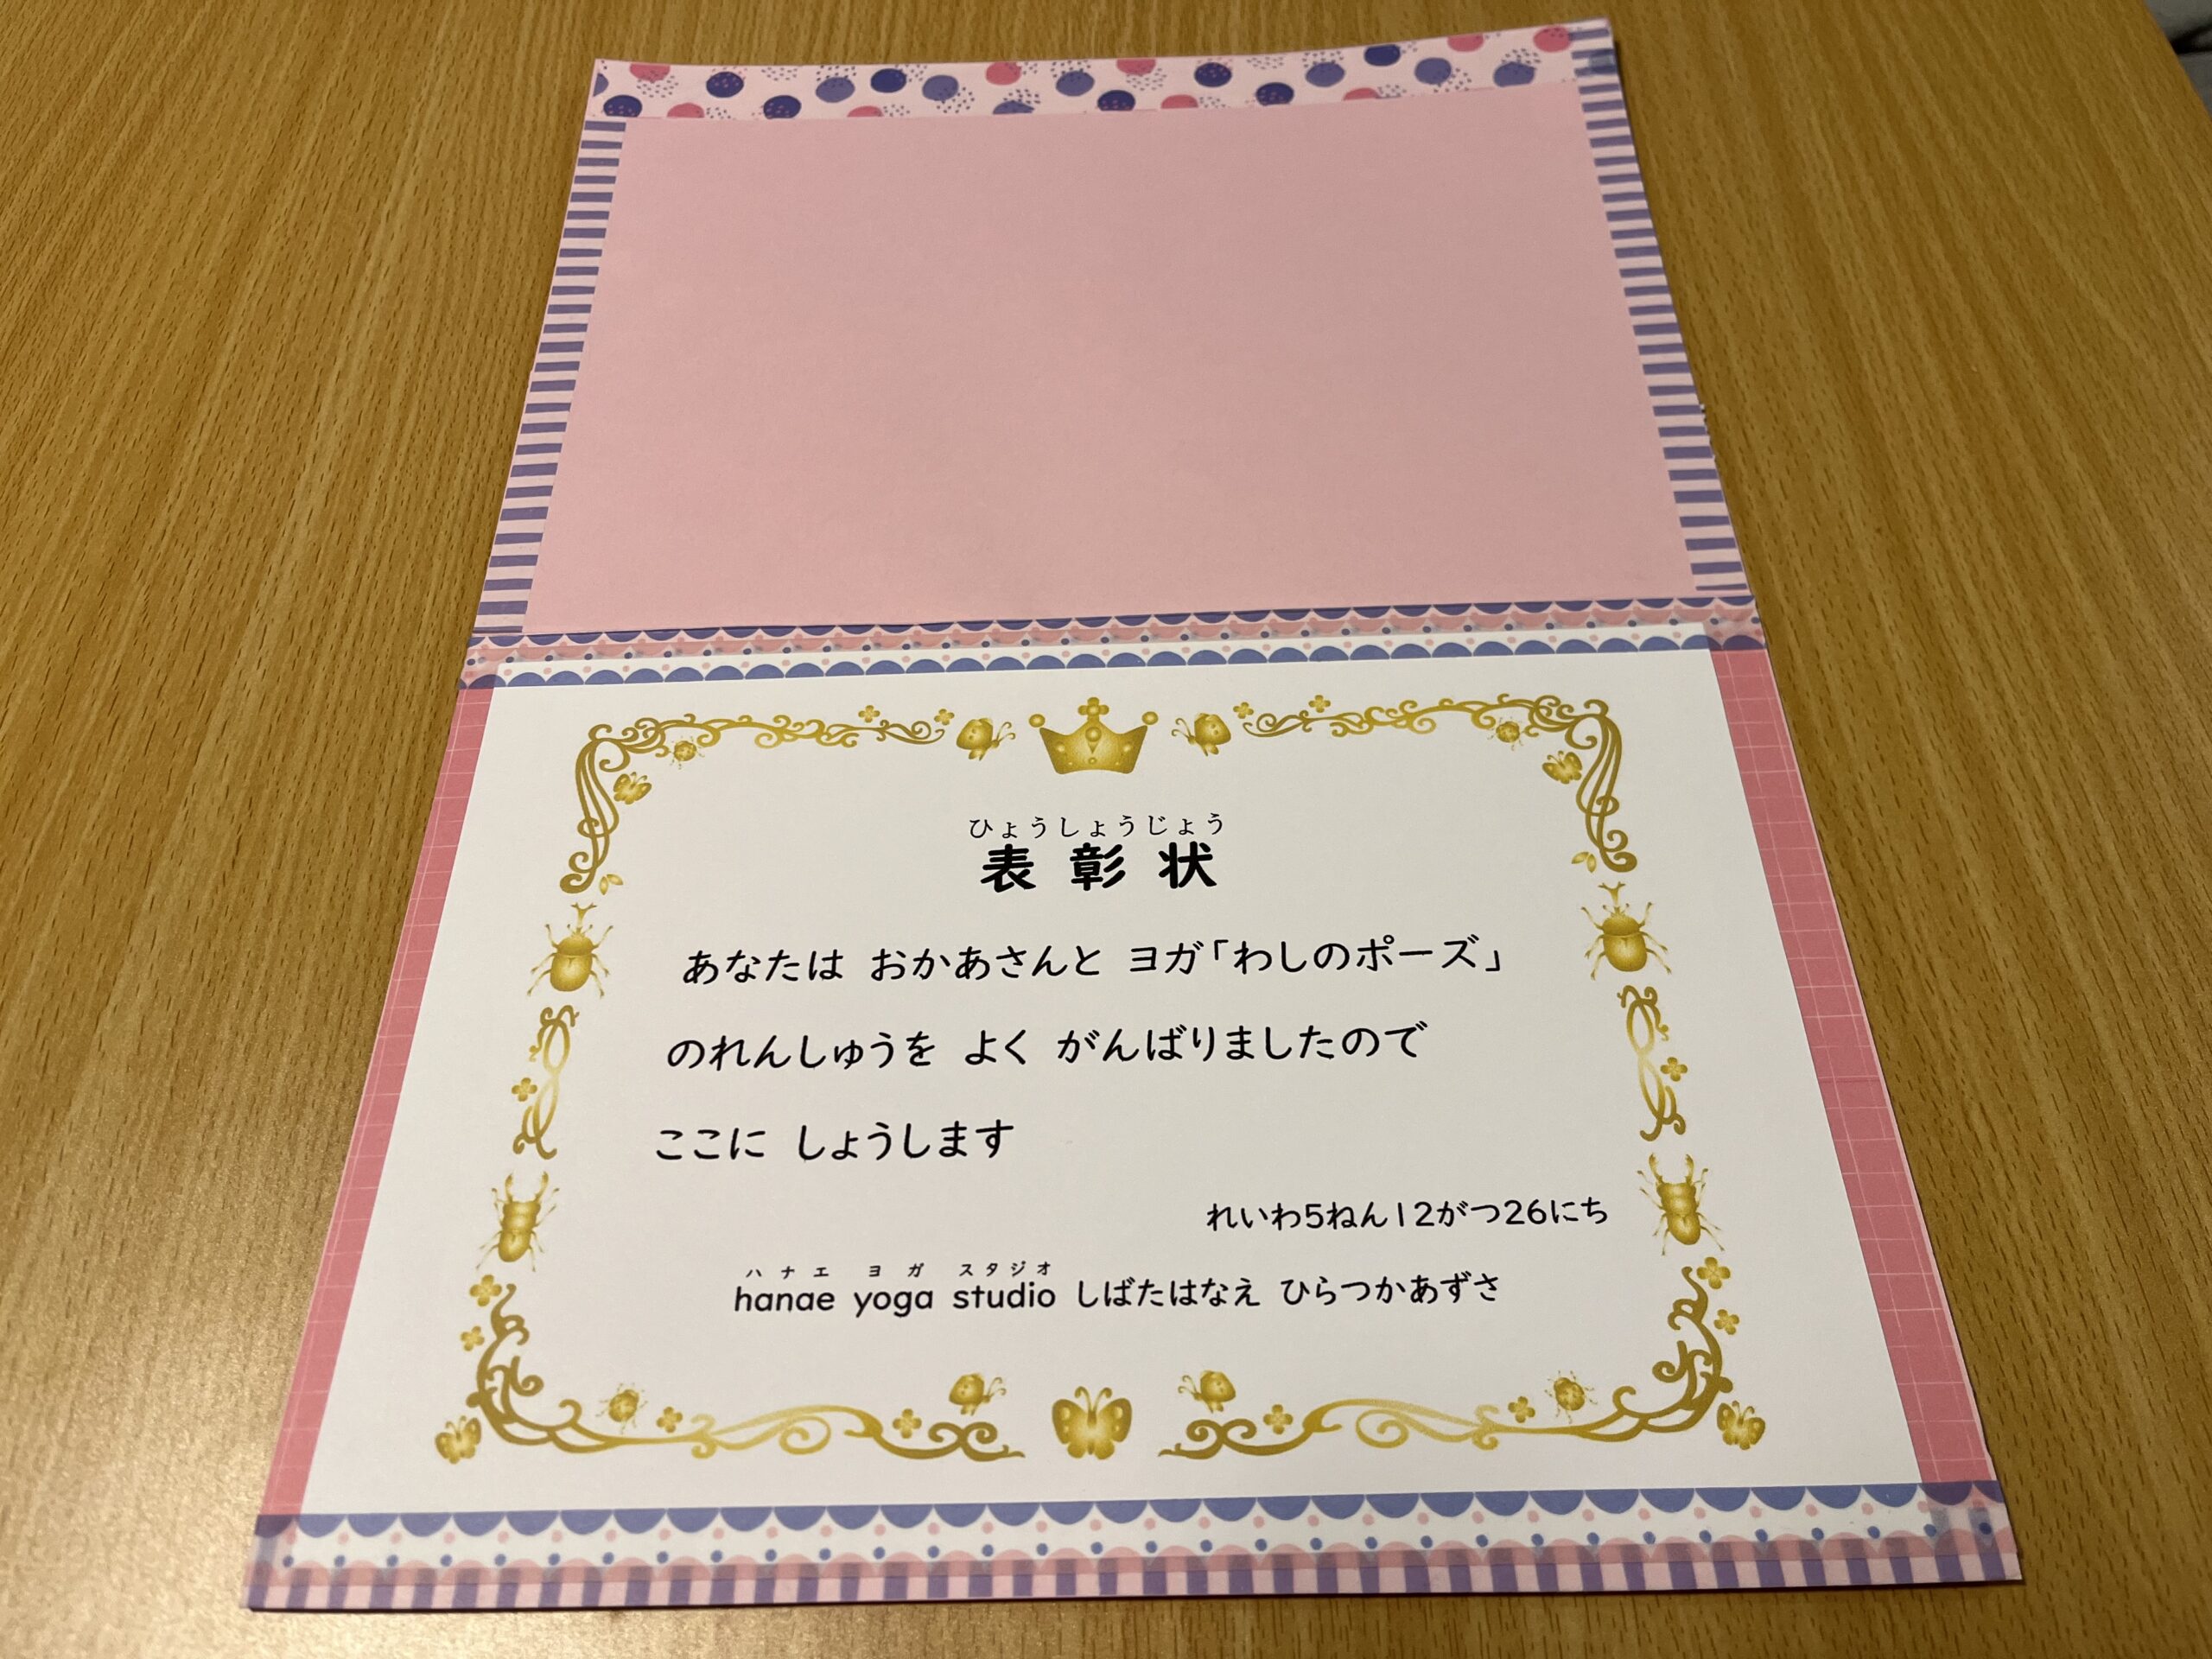 ひょうしょうじょう
表彰状
あなたは おかあさんと ヨガ「わしのポーズ」
のれんしゅうを よく がんばりましたので
ここに しょうします
れいわ5ねん12がつ26にち
ハナエ ヨガ スタジオ
hanae yoga studio しばたはなえ ひらつかあずさ